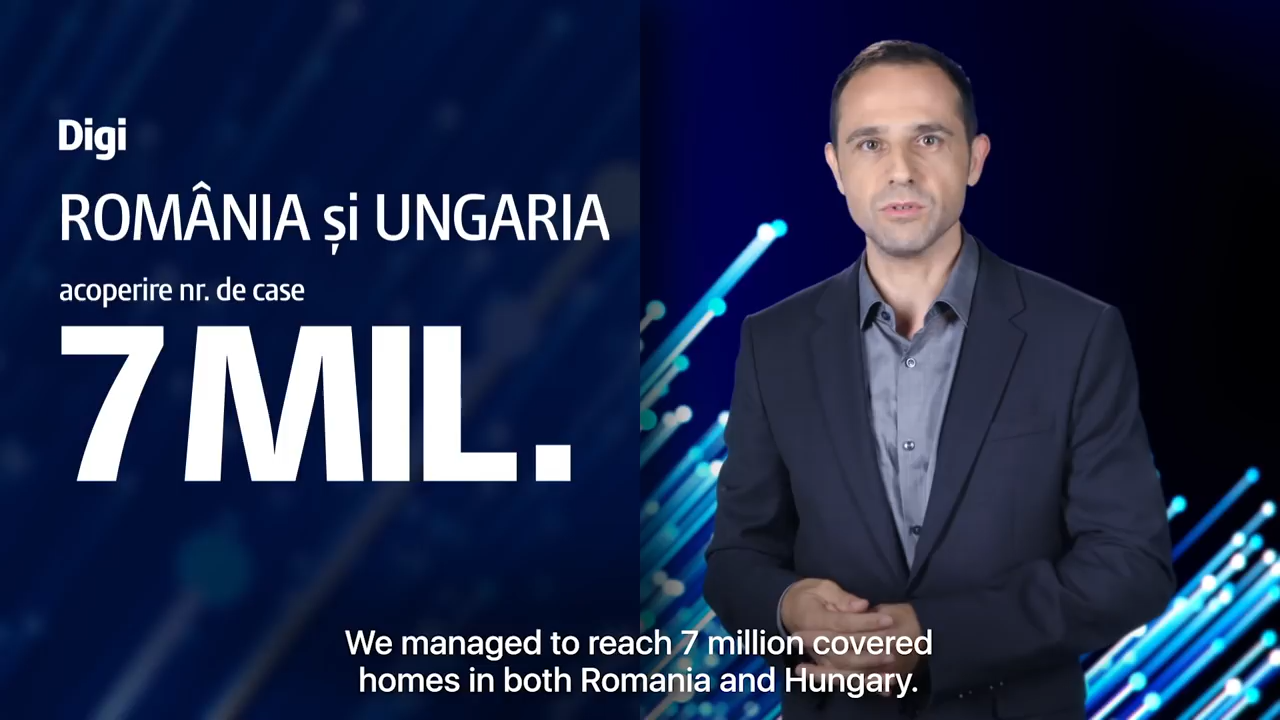 Digi
ROMÂNIA și UNGARIA
acoperire nr. de case
7 MIL.
We managed to reach 7 million covered
homes in both Romania and Hungary.